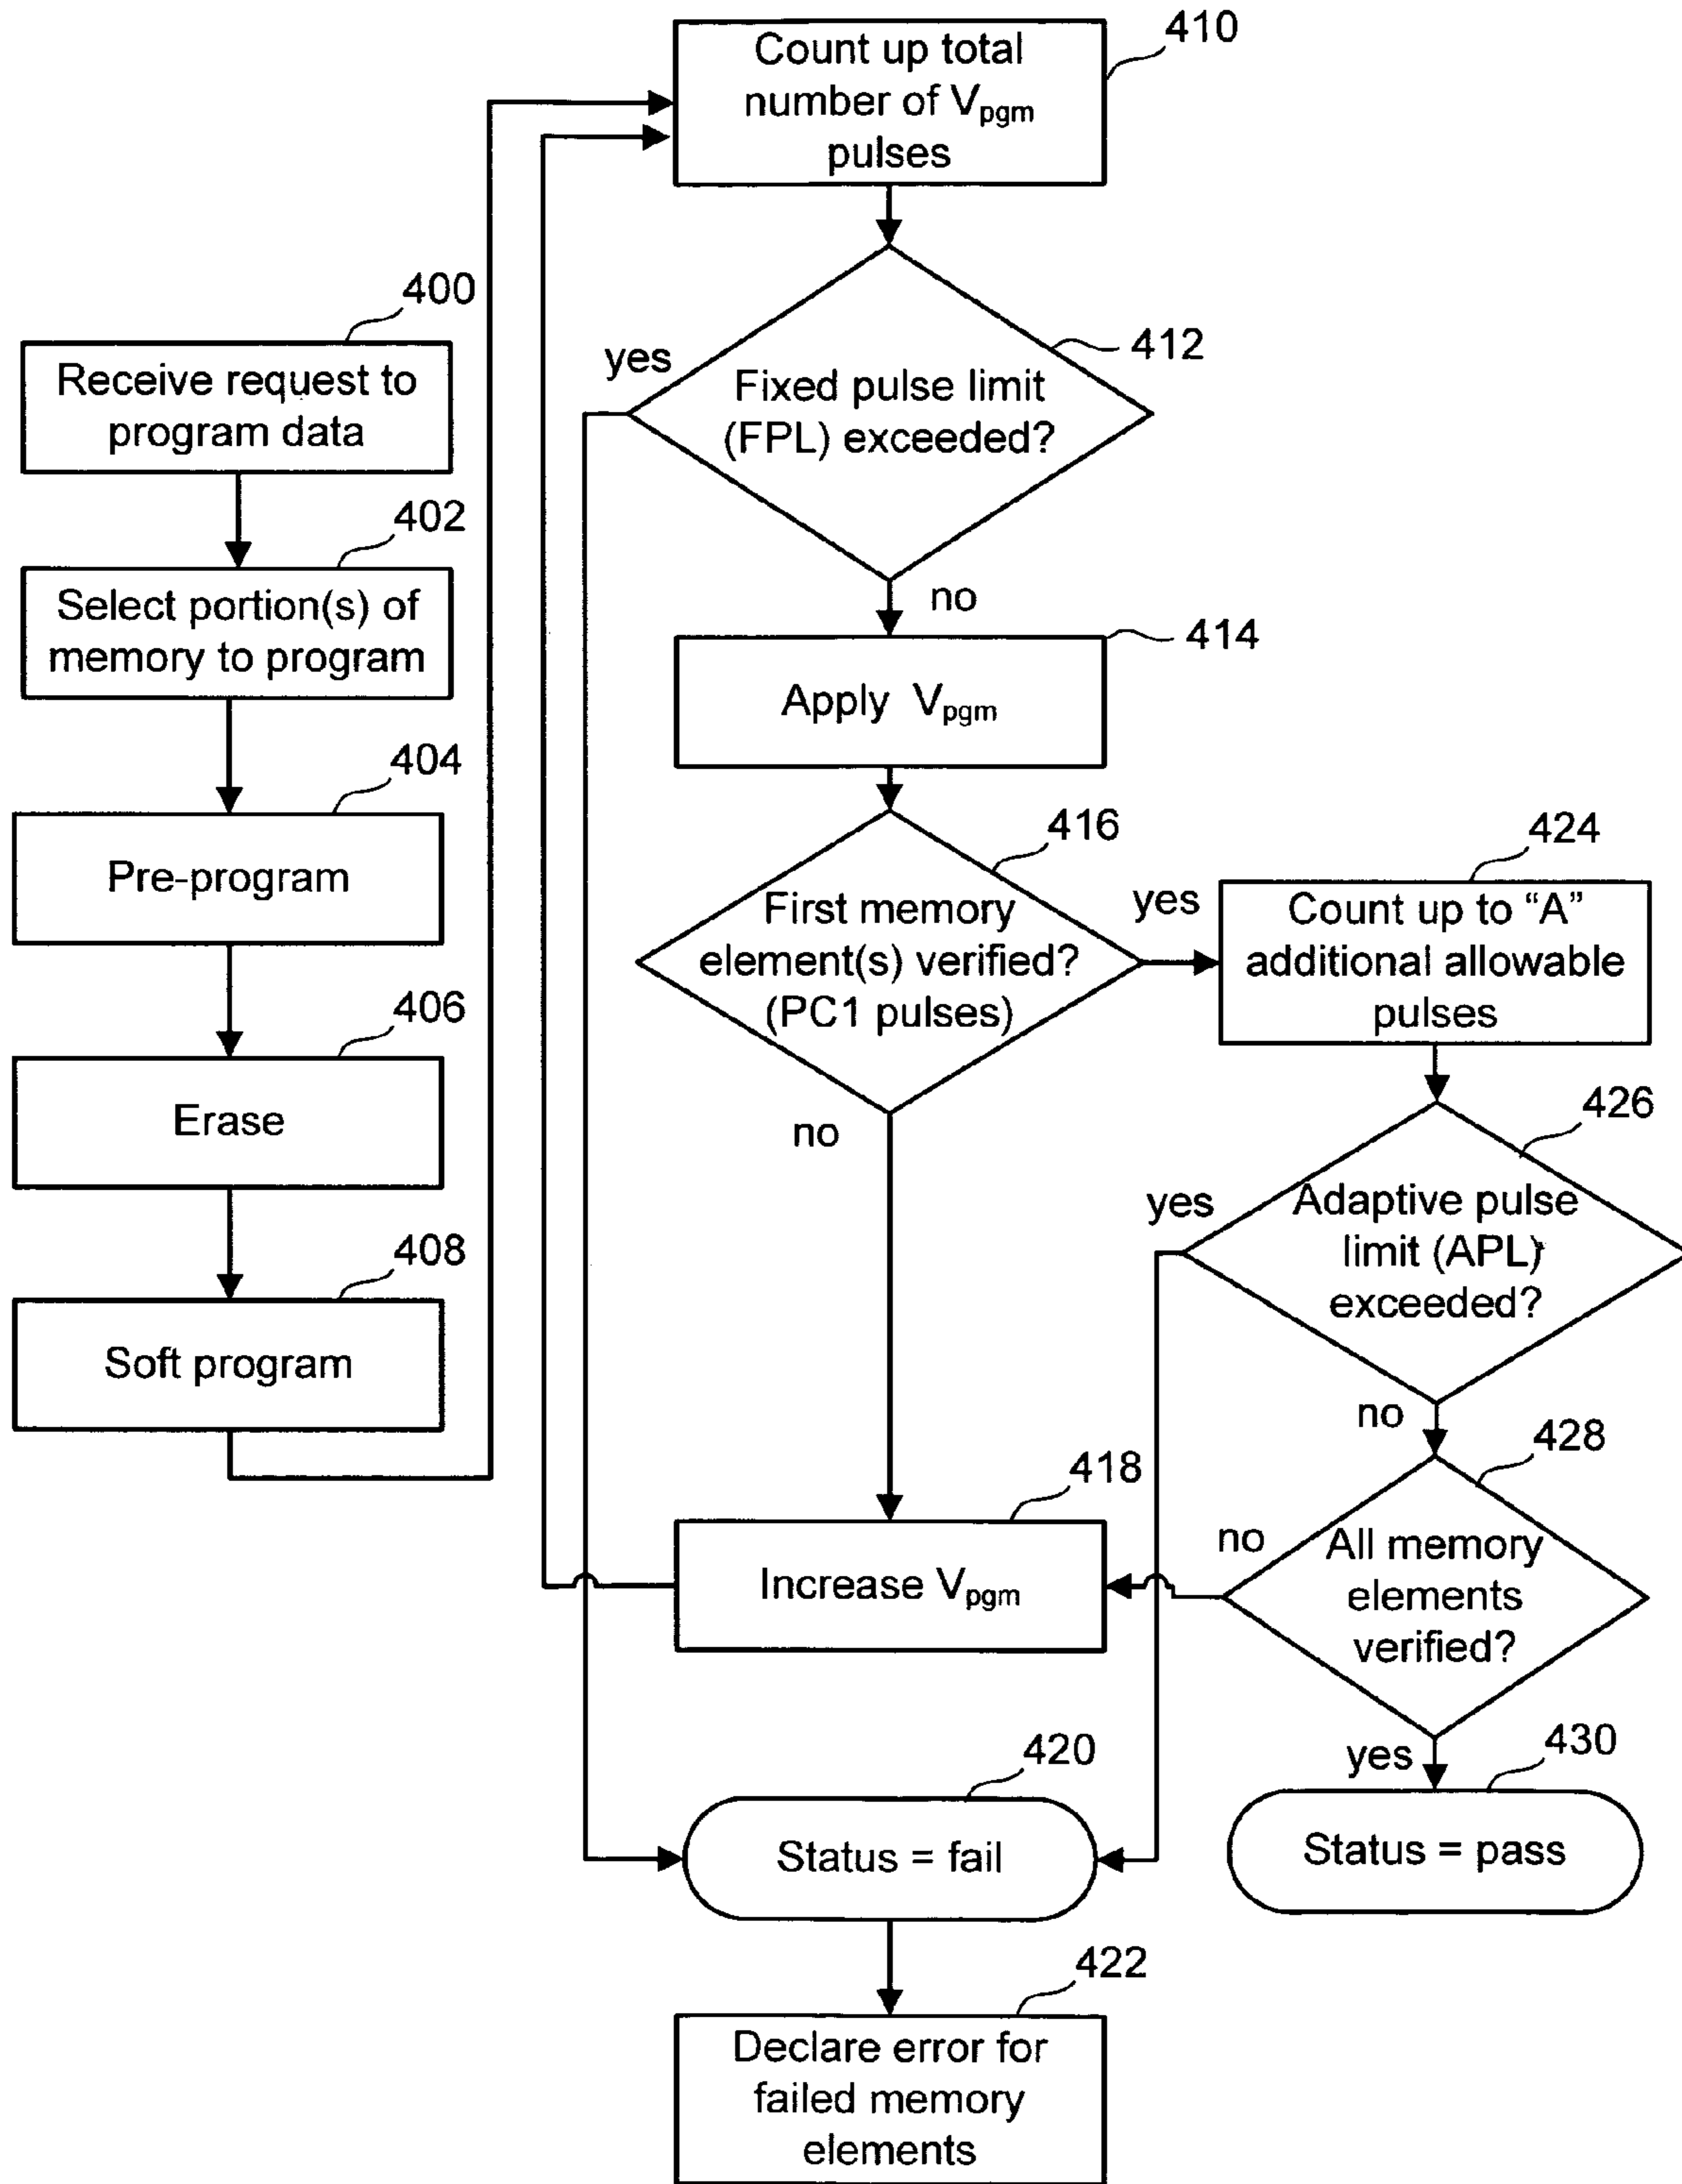 400
Receive request to
program data
402
Select portion(s) of
memory to program
404
Pre-program
406
Erase
408
Soft program
410
Count up total
number of Vpgm
pulses
412
yes
Fixed pulse limit
(FPL) exceeded?
no
414
Apply Vpgm
416
First memory
element(s) verified?
(PC1 pulses)
yes
no
424
Count up to “A”
additional allowable
pulses
426
yes
Adaptive pulse
limit (APL)
exceeded?
no
428
no
All memory
elements
verified?
yes
418
Increase Vpgm
420
Status = fail
430
Status = pass
422
Declare error for
failed memory
elements